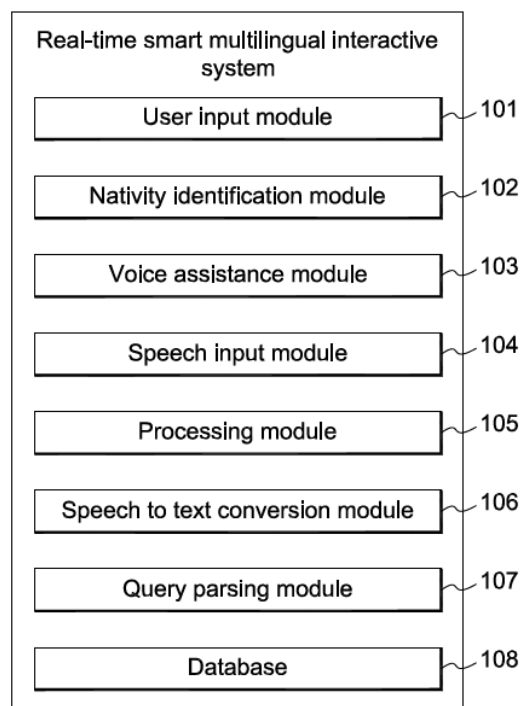 Real-time smart multilingual interactive
system
User input module
101
Nativity identification module
102
Voice assistance module
103
Speech input module
104
Processing module
105
Speech to text conversion module
106
Query parsing module
107
Database
108